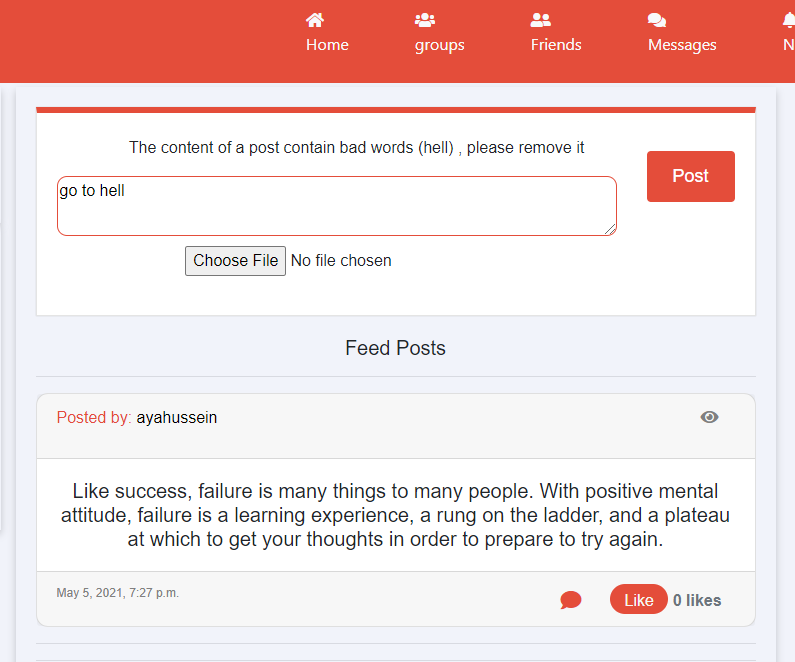 Home groups Friends Messages
The content of a post contain bad words (hell) , please remove it
Post
go to hell
Choose File No file chosen
Feed Posts
Posted by: ayahussein
Like success, failure is many things to many people. With positive mental
attitude, failure is a learning experience, a rung on the ladder, and a plateau
at which to get your thoughts in order to prepare to try again.
May 5, 2021, 7:27 p.m.
Like 0 likes